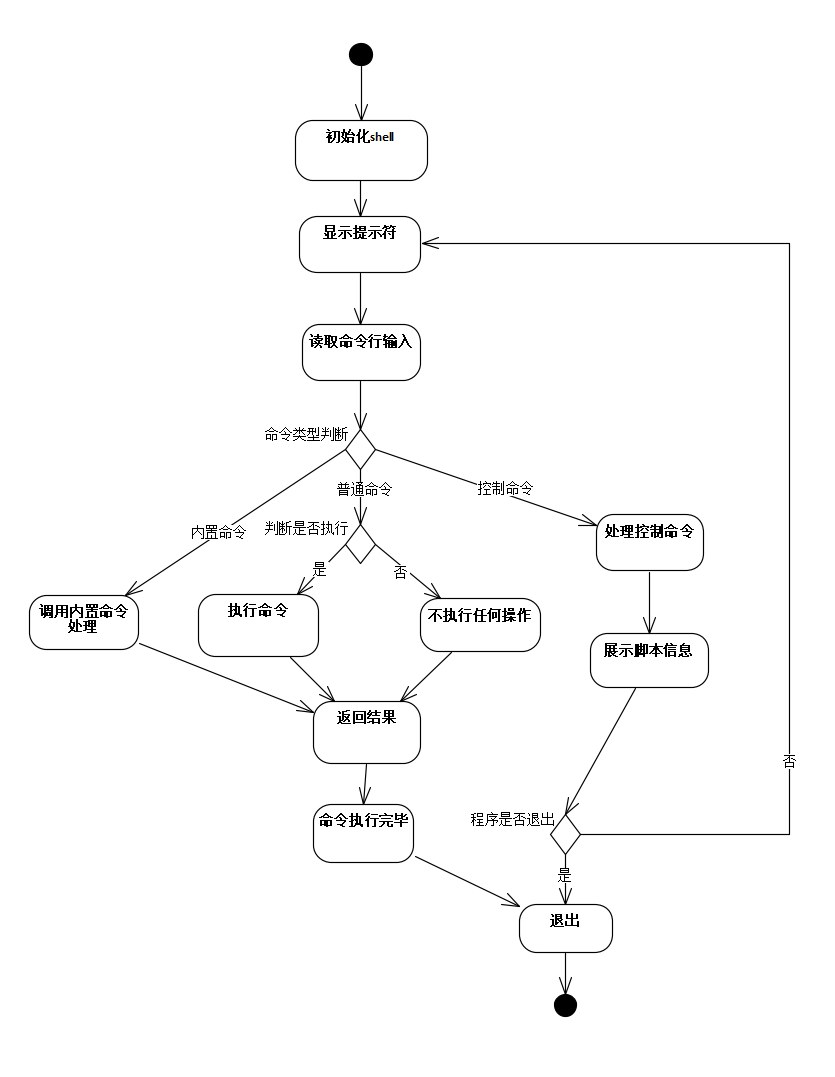 初始化shell
显示提示符
读取命令行输入
命令类型判断
普通命令
控制命令
内置命令
判断是否执行
处理控制命令
是
否
调用内置命令
处理
执行命令
不执行任何操作
展示脚本信息
返回结果
否
命令执行完毕
程序是否退出
是
退出